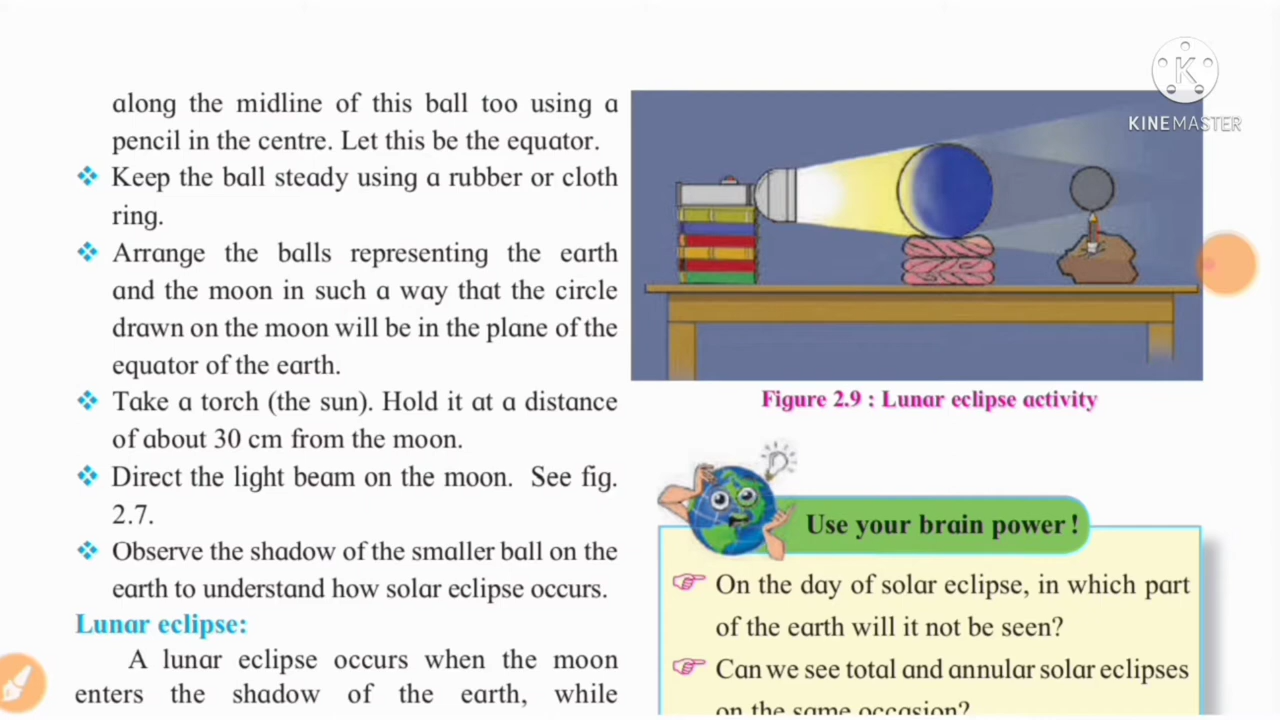 along the midline of this ball too using a
pencil in the centre. Let this be the equator.
Keep the ball steady using a rubber or cloth
ring.
Arrange the balls representing the earth
and the moon in such a way that the circle
drawn on the moon will be in the plane of the
equator of the earth.
Take a torch (the sun). Hold it at a distance
of about 30 cm from the moon.
Direct the light beam on the moon. See fig.
2.7.
Observe the shadow of the smaller ball on the
earth to understand how solar eclipse occurs.
Lunar eclipse:
A lunar eclipse occurs when the moon
enters the shadow of the earth, while
K
KINEMASTER
Figure 2.9 : Lunar eclipse activity
Use your brain power !
On the day of solar eclipse, in which part
of the earth will it not be seen?
Can we see total and annular solar eclipses
on the same occasion?